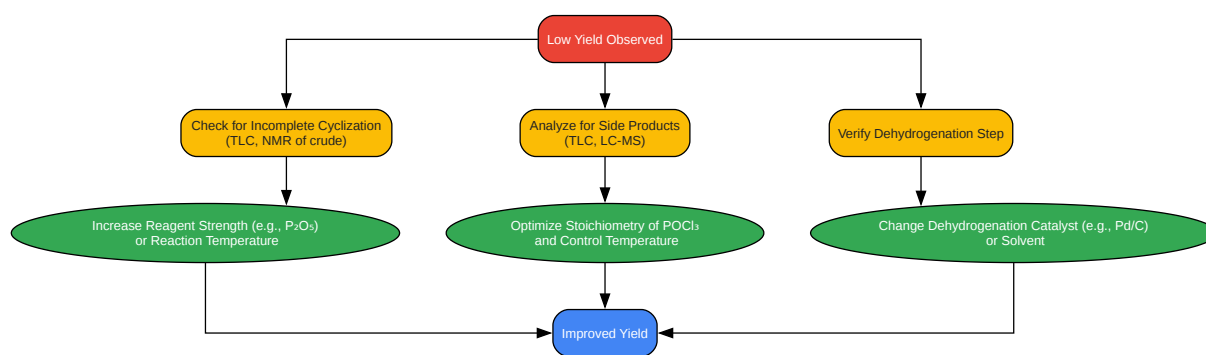 Low Yield Observed
Check for Incomplete Cyclization
(TLC, NMR of crude)
Analyze for Side Products
(TLC, LC-MS)
Verify Dehydrogenation Step
Increase Reagent Strength (e.g., P₂O₅)
or Reaction Temperature
Optimize Stoichiometry of POCl₃
and Control Temperature
Change Dehydrogenation Catalyst (e.g., Pd/C)
or Solvent
Improved Yield